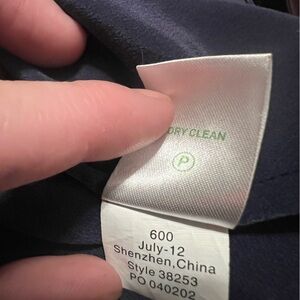 DRY CLEAN
P
600
July-12
Shenzhen,China
Style 38253
PO 040202